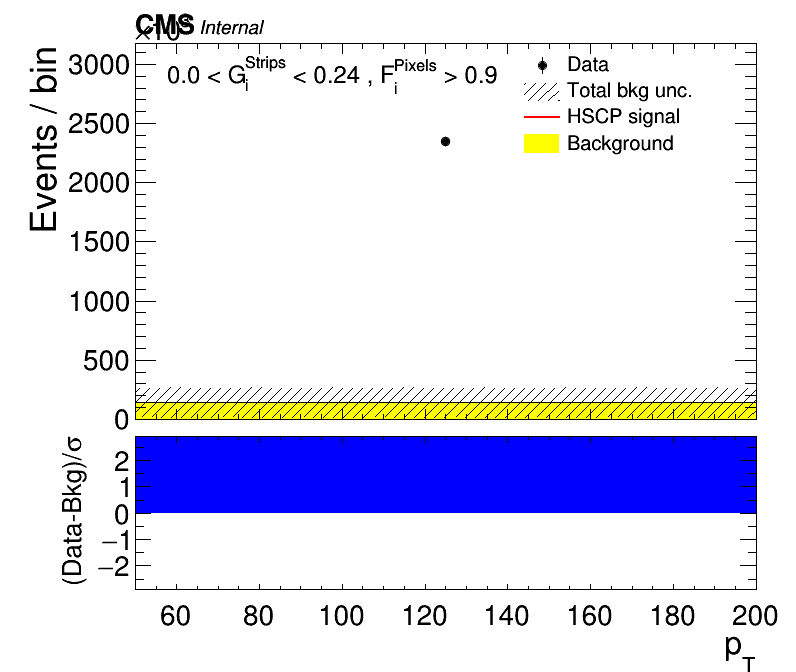 CMS Internal
0.0 < G_i^Strips < 0.24 , F_i^Pixels > 0.9
Data
Total bkg unc.
HSCP signal
Background
Events / bin
3000
2500
2000
1500
1000
500
0
(Data-Bkg)/σ
2
1
0
−1
−2
60 80 100 120 140 160 180 200
p_T